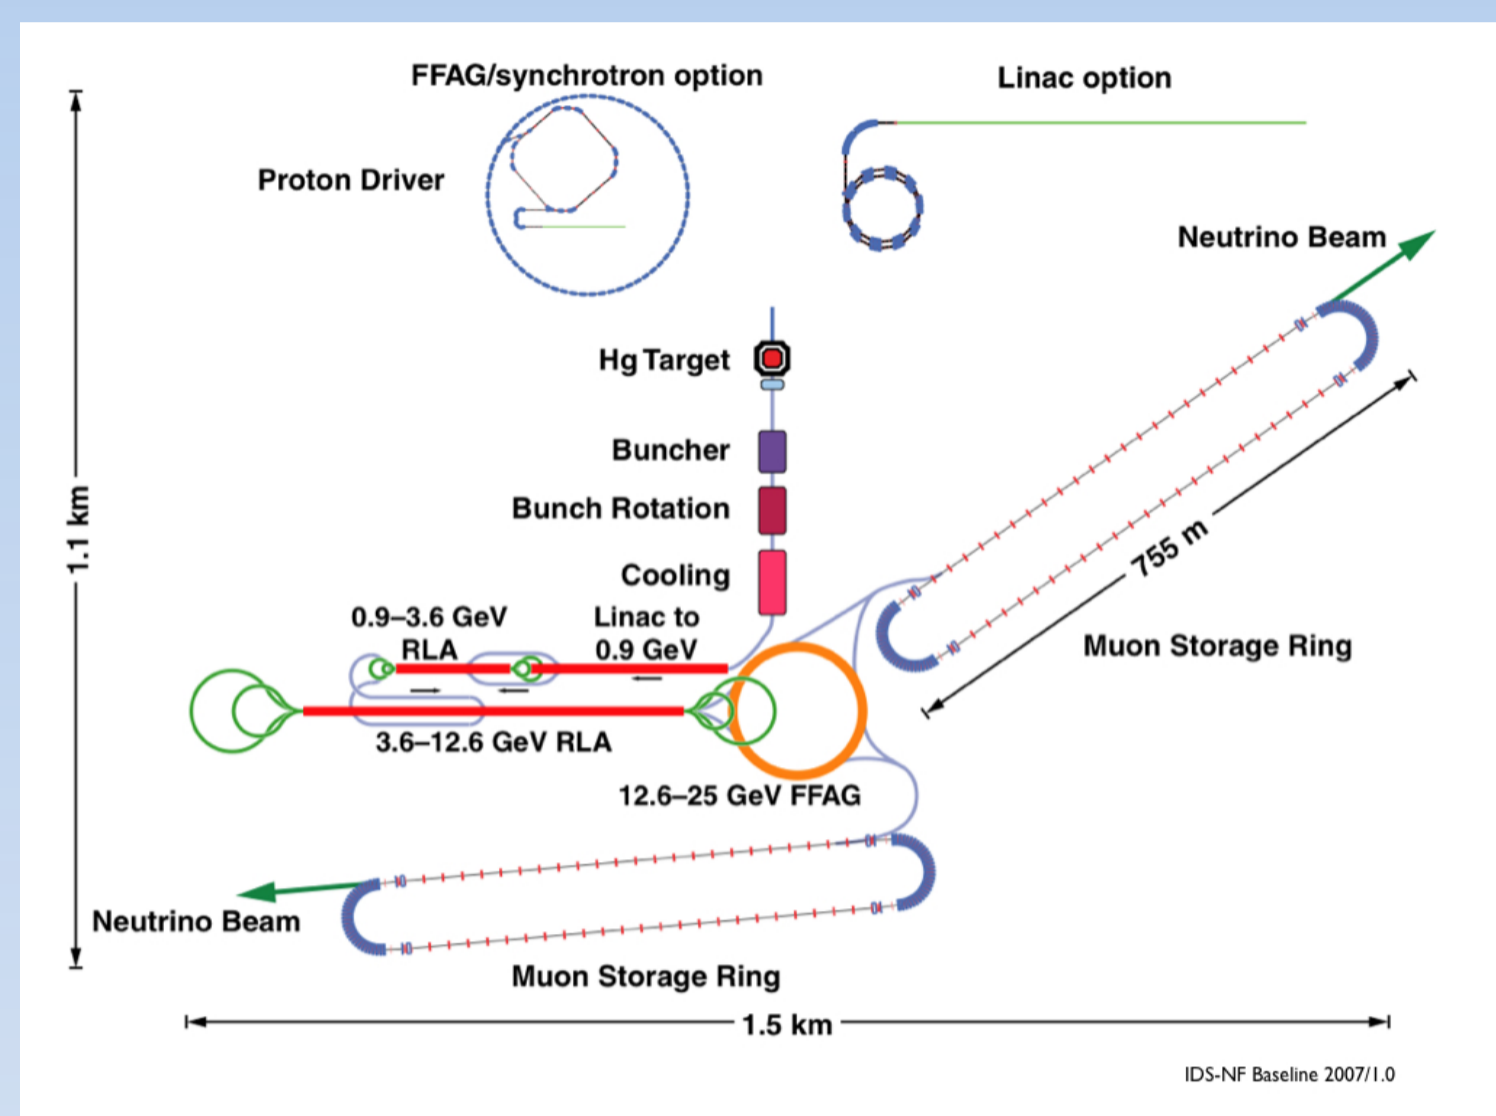 FFAG/synchrotron option
Linac option
Proton Driver
Neutrino Beam
Hg Target
Buncher
Bunch Rotation
Cooling
1.1 km
755 m
0.9–3.6 GeV
RLA
Linac to
0.9 GeV
Muon Storage Ring
3.6–12.6 GeV RLA
12.6–25 GeV FFAG
Neutrino Beam
Muon Storage Ring
1.5 km
IDS-NF Baseline 2007/1.0